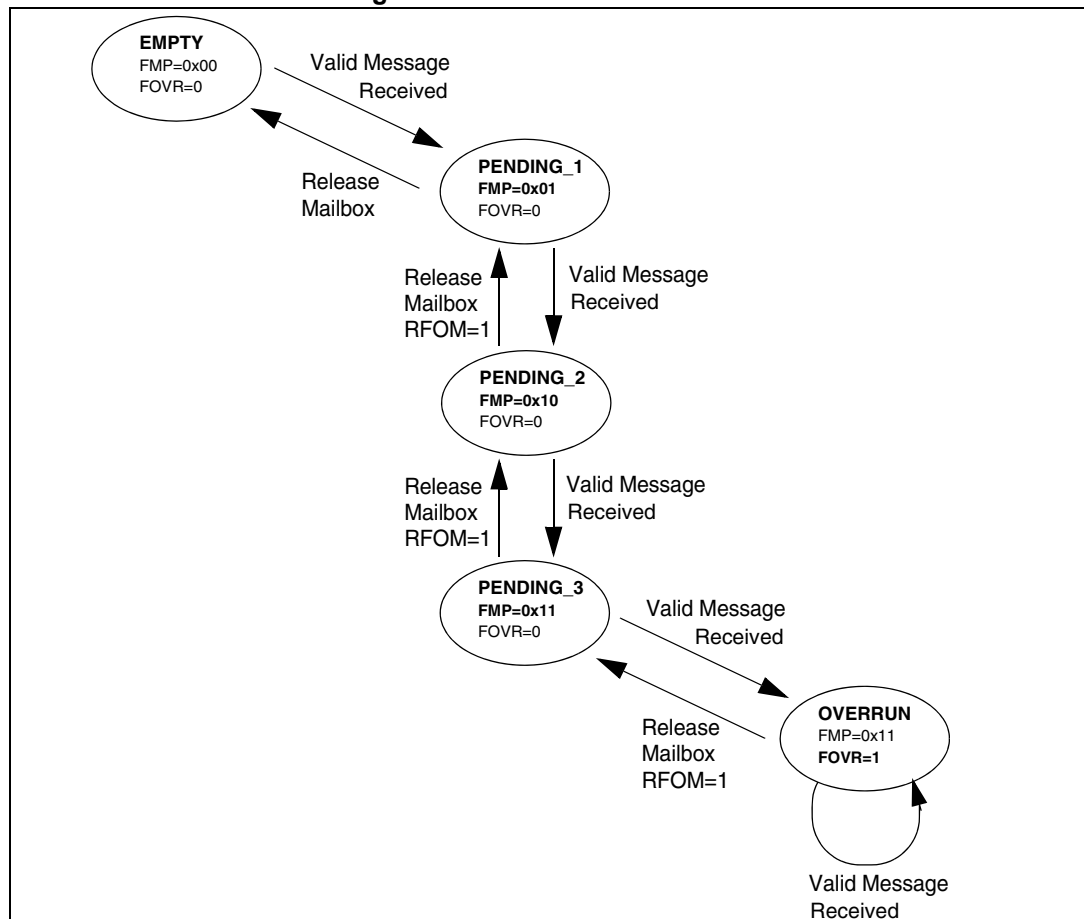 EMPTY
FMP=0x00
FOVR=0
Valid Message
Received
Release
Mailbox
PENDING_1
FMP=0x01
FOVR=0
Release
Mailbox
RFOM=1
Valid Message
Received
PENDING_2
FMP=0x10
FOVR=0
Release
Mailbox
RFOM=1
Valid Message
Received
PENDING_3
FMP=0x11
FOVR=0
Valid Message
Received
Release
Mailbox
RFOM=1
OVERRUN
FMP=0x11
FOVR=1
Valid Message
Received